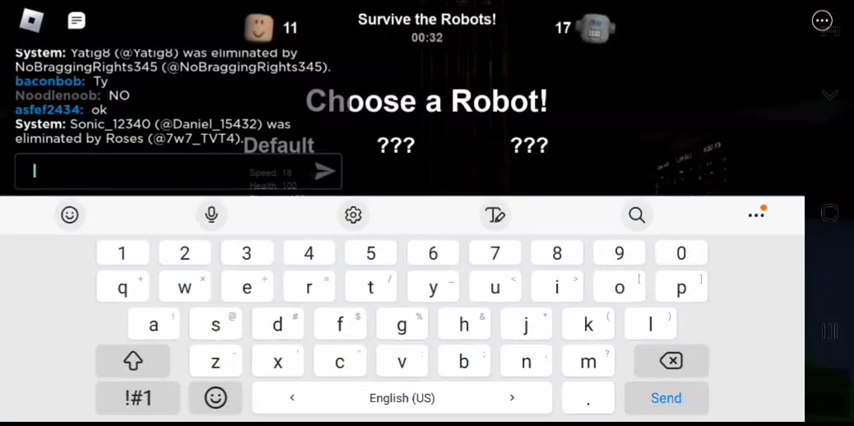 11
Survive the Robots!
00:32
17
System: Yatig8 (@Yatig8) was eliminated by
NoBraggingRights345 (@NoBraggingRights345).
baconbob: Ty
Noodlenoob: NO
asfef2434: ok
System: Sonic_12340 (@Daniel_15432) was
eliminated by Roses (@7w7_TVT4).
Choose a Robot!
Default ??? ???
Speed: 18
Health: 100
1 2 3 4 5 6 7 8 9 0
q + w × e ÷ r = t / y _ u < i > o [ p ]
a ! s @ d # f $ g % h & j * k ( l )
z - x ' c " v : b ; n , m ?
!#1 < English (US) > . Send